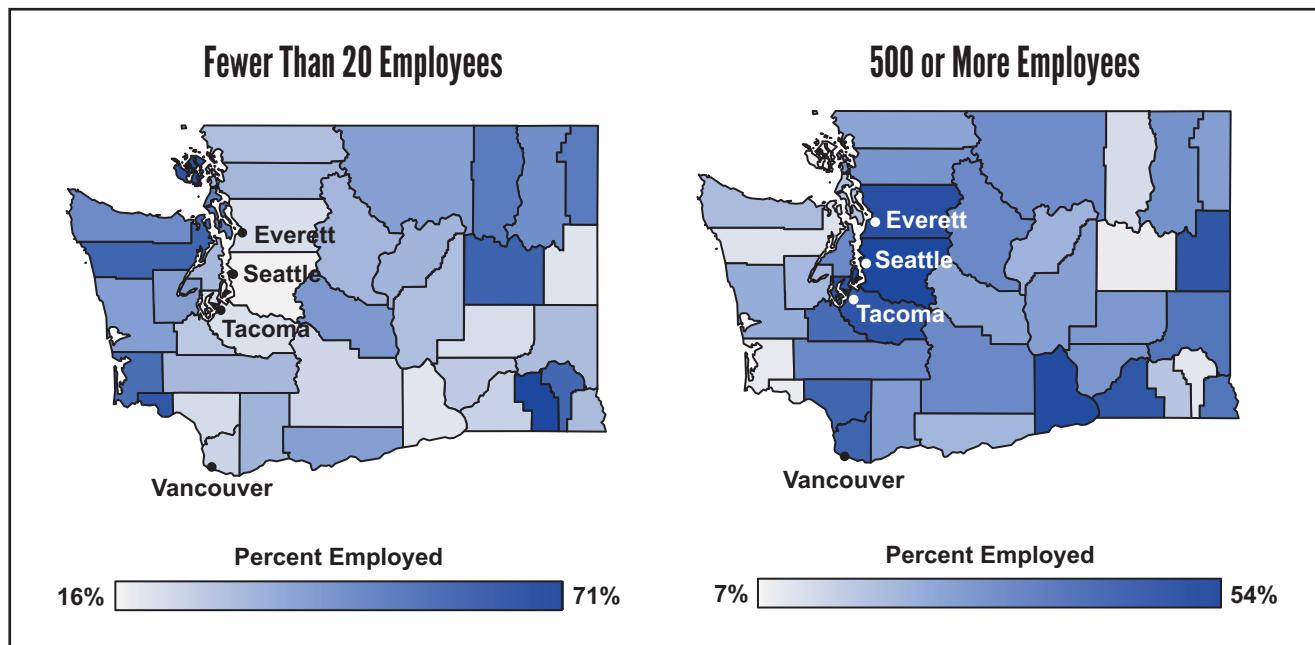 Fewer Than 20 Employees
Everett
Seattle
Tacoma
Vancouver
Percent Employed
16%
71%
500 or More Employees
Everett
Seattle
Tacoma
Vancouver
Percent Employed
7%
54%